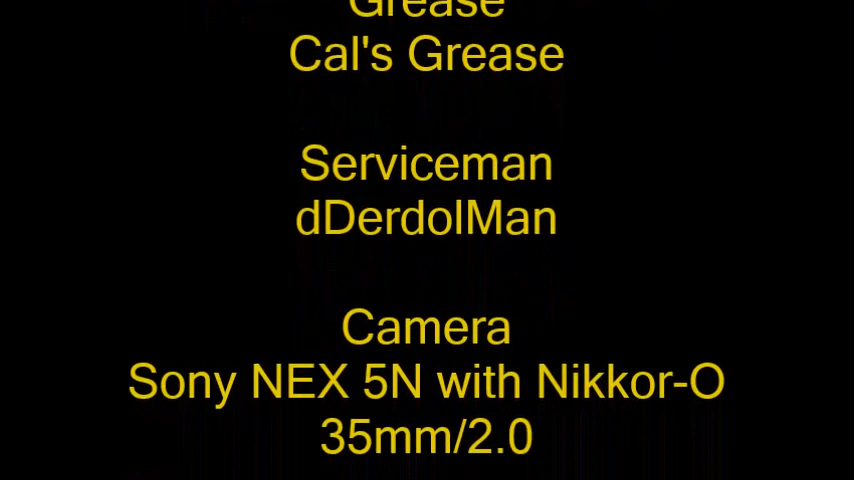 Grease
Cal's Grease
Serviceman
dDerdolMan
Camera
Sony NEX 5N with Nikkor-O
35mm/2.0